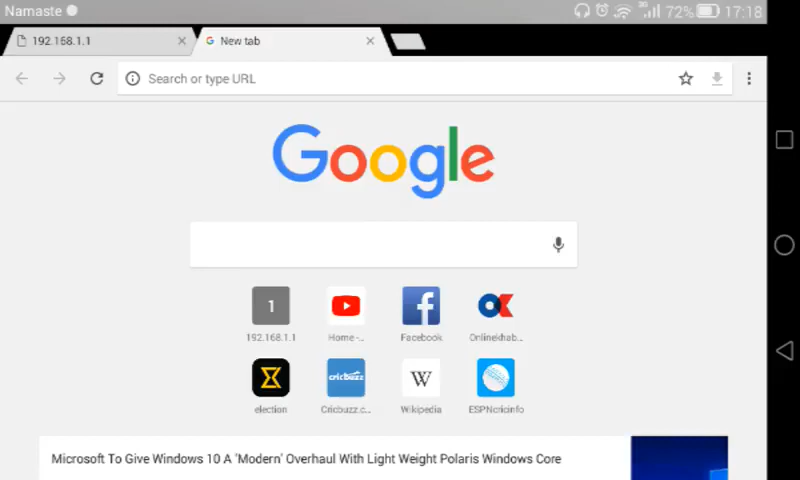 Namaste 72% 17:18
192.168.1.1 New tab
Search or type URL
Google
1
192.168.1.1 Home -... Facebook Onlinekhab...
cricbuzz W
election Cricbuzz.c... Wikipedia ESPNcricinfo
Microsoft To Give Windows 10 A 'Modern' Overhaul With Light Weight Polaris Windows Core